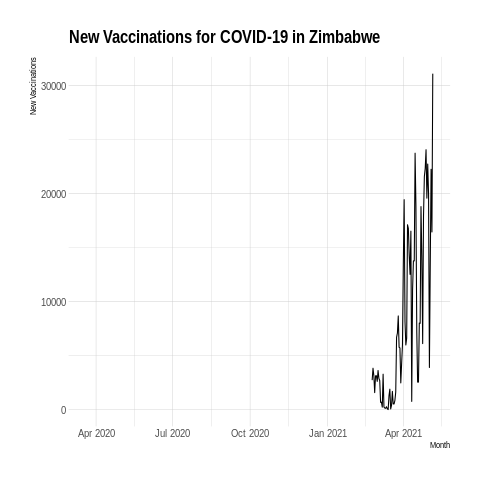 New Vaccinations for COVID-19 in Zimbabwe
New Vaccinations
30000
20000
10000
0
Apr 2020 Jul 2020 Oct 2020 Jan 2021 Apr 2021
Month